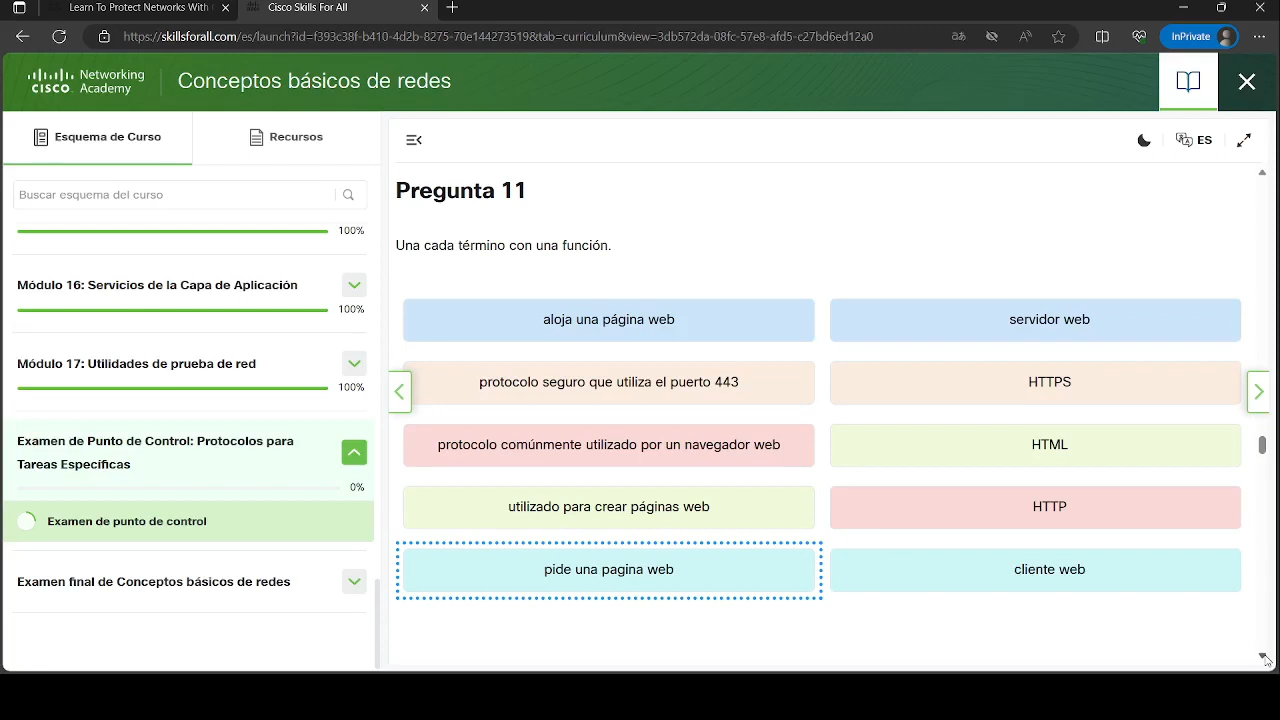 Learn To Protect Networks With
Cisco Skills For All
https://skillsforall.com/es/launch?id=f393c38f-b410-4d2b-8275-70e144273519&tab=curriculum&view=3db572da-08fc-57e8-afd5-c27bd6ed12a0
InPrivate
CISCO Networking Academy
Conceptos básicos de redes
Esquema de Curso
Recursos
ES
Buscar esquema del curso
100%
Módulo 16: Servicios de la Capa de Aplicación
100%
Módulo 17: Utilidades de prueba de red
100%
Examen de Punto de Control: Protocolos para
Tareas Específicas
0%
Examen de punto de control
Examen final de Conceptos básicos de redes
Pregunta 11
Una cada término con una función.
aloja una página web
servidor web
protocolo seguro que utiliza el puerto 443
HTTPS
protocolo comúnmente utilizado por un navegador web
HTML
utilizado para crear páginas web
HTTP
pide una pagina web
cliente web